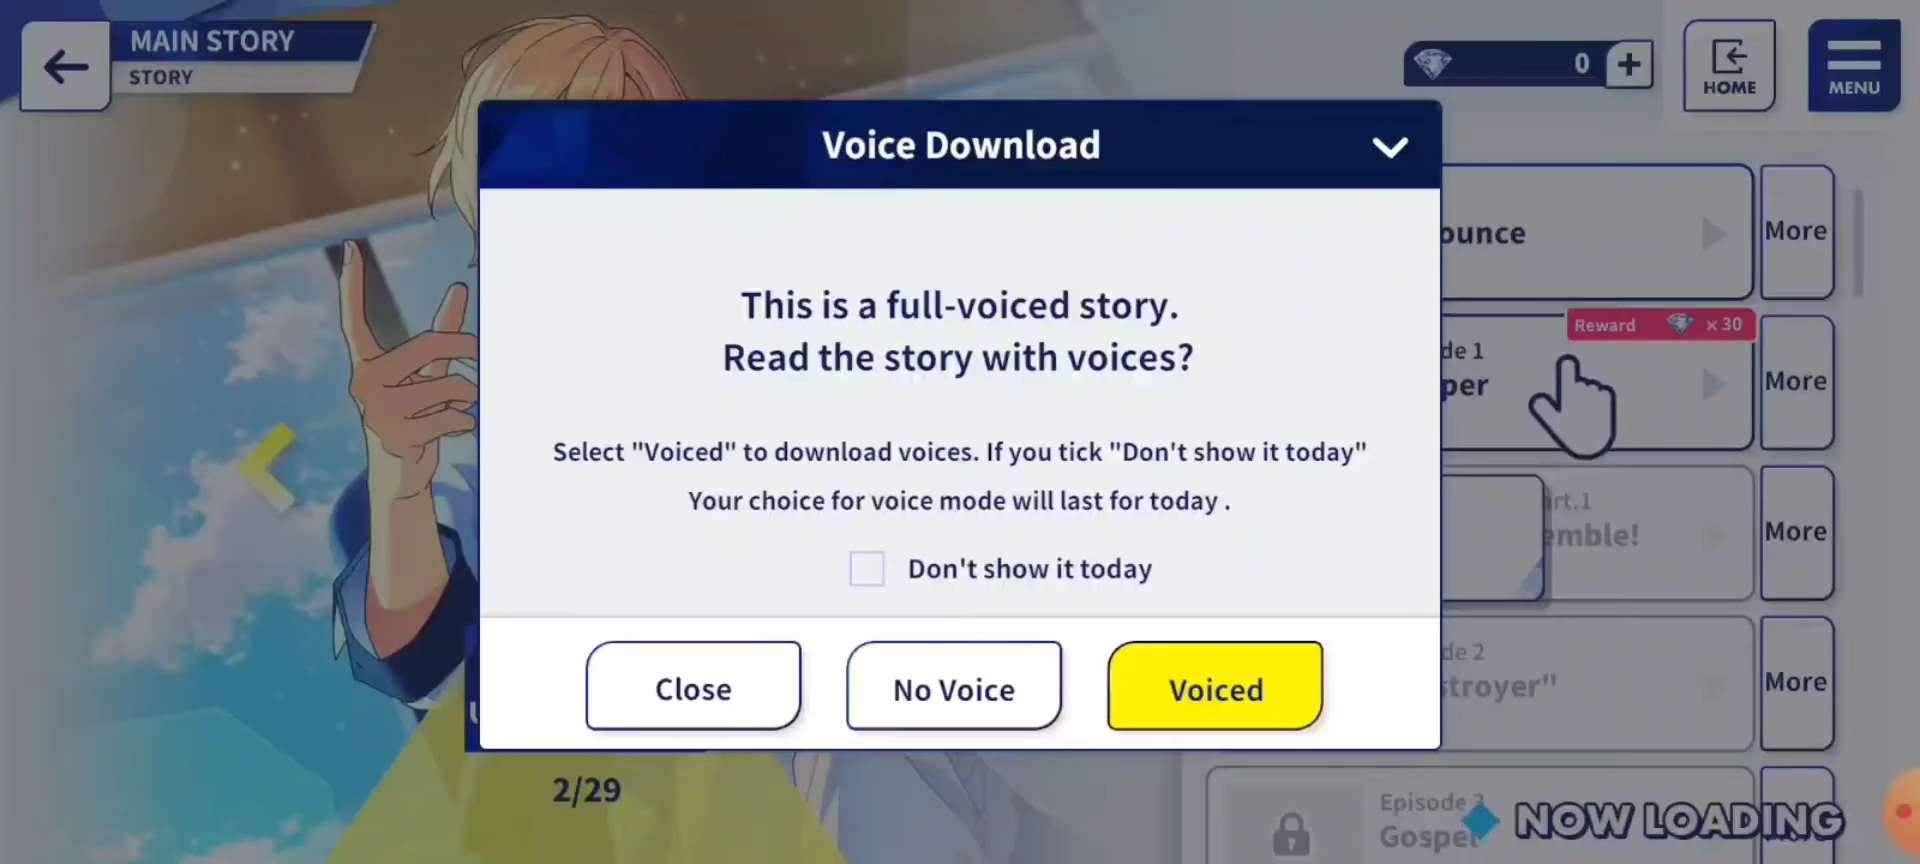 MAIN STORY
STORY
0
HOME
MENU
Voice Download
This is a full-voiced story.
Read the story with voices?
Select "Voiced" to download voices. If you tick "Don't show it today"
Your choice for voice mode will last for today .
Don't show it today
Close
No Voice
Voiced
ounce
More
Reward ×30
de 1
per
More
art.1
emble!
More
de 2
stroyer"
More
2/29
Episode 3
Gospel
NOW LOADING